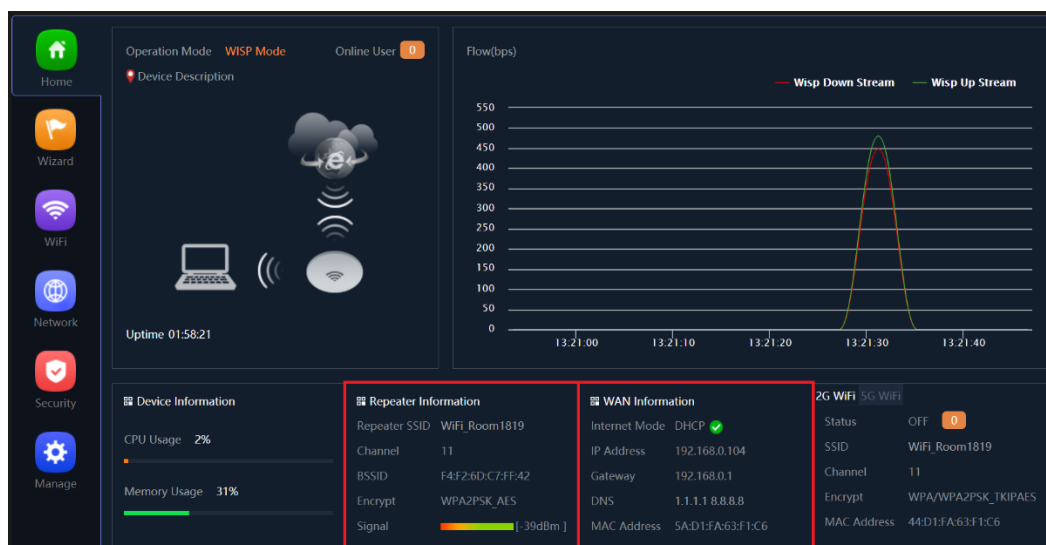 Home
Wizard
WiFi
Network
Security
Manage
Operation Mode WISP Mode Online User 0
Device Description
Uptime 01:58:21
Flow(bps)
Wisp Down Stream Wisp Up Stream
550
500
450
400
350
300
250
200
150
100
50
0
13:21:00 13:21:10 13:21:20 13:21:30 13:21:40
Device Information
CPU Usage 2%
Memory Usage 31%
Repeater Information
Repeater SSID WiFi_Room1819
Channel 11
BSSID F4:F2:6D:C7:FF:42
Encrypt WPA2PSK_AES
Signal [-39dBm ]
WAN Information
Internet Mode DHCP
IP Address 192.168.0.104
Gateway 192.168.0.1
DNS 1.1.1.1 8.8.8.8
MAC Address 5A:D1:FA:63:F1:C6
2G WiFi 5G WiFi
Status OFF 0
SSID WiFi_Room1819
Channel 11
Encrypt WPA/WPA2PSK_TKIPAES
MAC Address 44:D1:FA:63:F1:C6